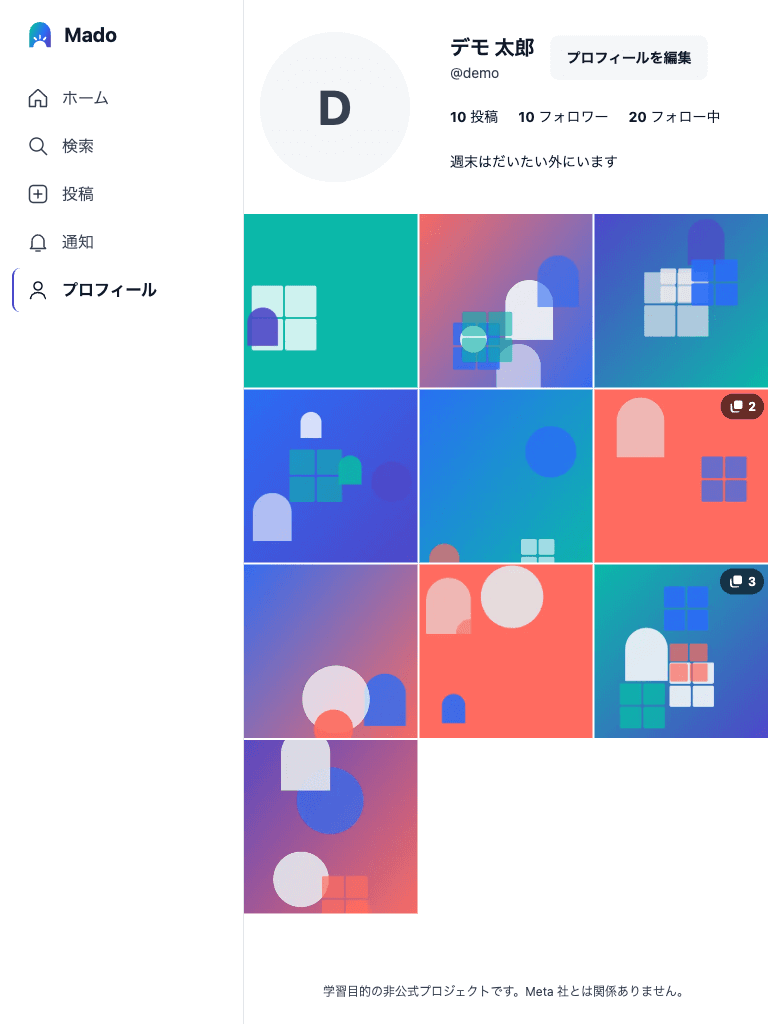 Mado
ホーム
検索
投稿
通知
プロフィール
D
デモ 太郎
@demo
プロフィールを編集
10 投稿 10 フォロワー 20 フォロー中
週末はだいたい外にいます
2
3
学習目的の非公式プロジェクトです。Meta 社とは関係ありません。